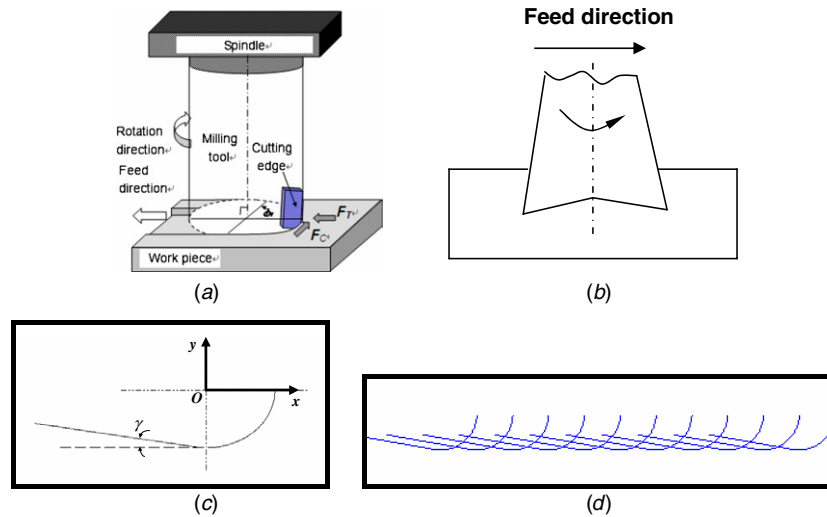 Spindle
Rotation
direction
Milling
tool
Cutting
edge
Feed
direction
F_T
F_C
Work piece
(a)
Feed direction
(b)
y
O
x
γ
(c)
(d)